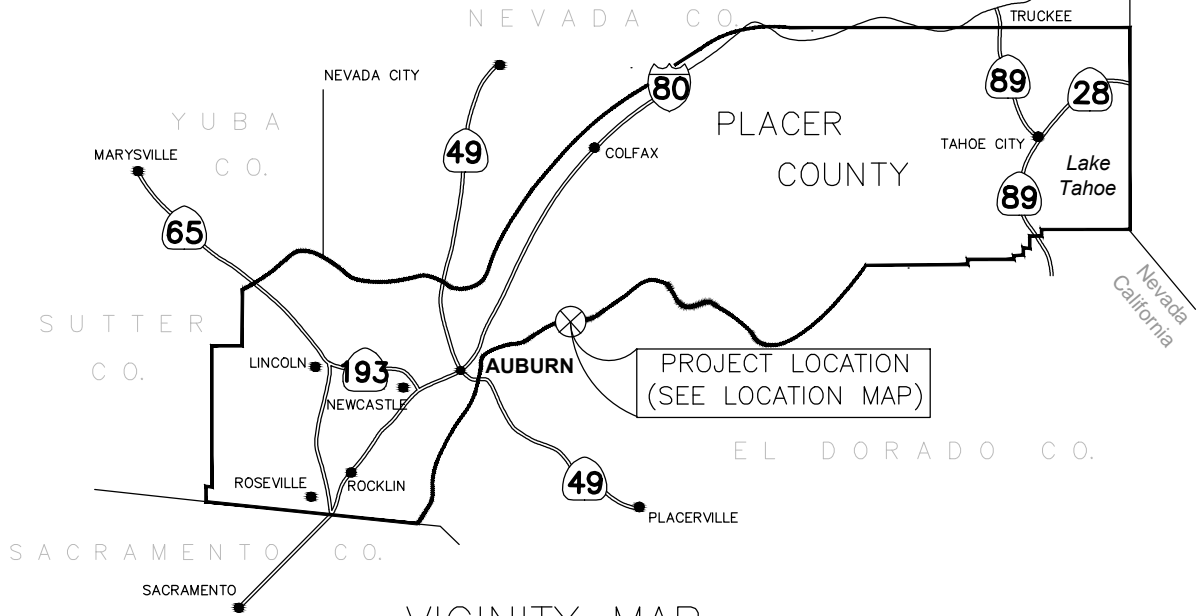 NEVADA CO.
TRUCKEE
NEVADA CITY
80
89
28
YUBA
CO.
PLACER
COUNTY
49
MARYSVILLE
COLFAX
TAHOE CITY
Lake
Tahoe
89
65
Nevada
California
SUTTER
CO.
LINCOLN
193
NEWCASTLE
AUBURN
PROJECT LOCATION
(SEE LOCATION MAP)
EL DORADO CO.
ROSEVILLE
ROCKLIN
49
PLACERVILLE
SACRAMENTO CO.
SACRAMENTO
VICINITY MAP